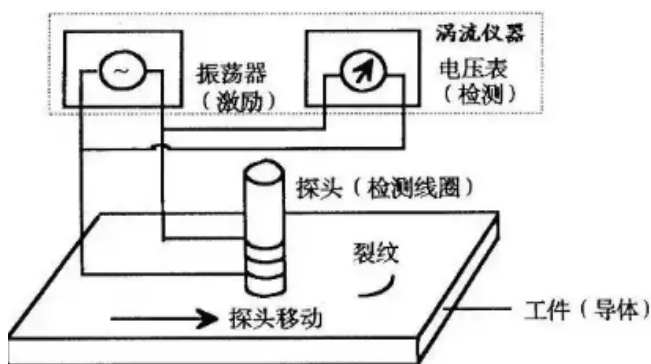 涡流仪器
振荡器
（激励）
电压表
（检测）
~
探头（检测线圈）
裂纹
探头移动
工件（导体）